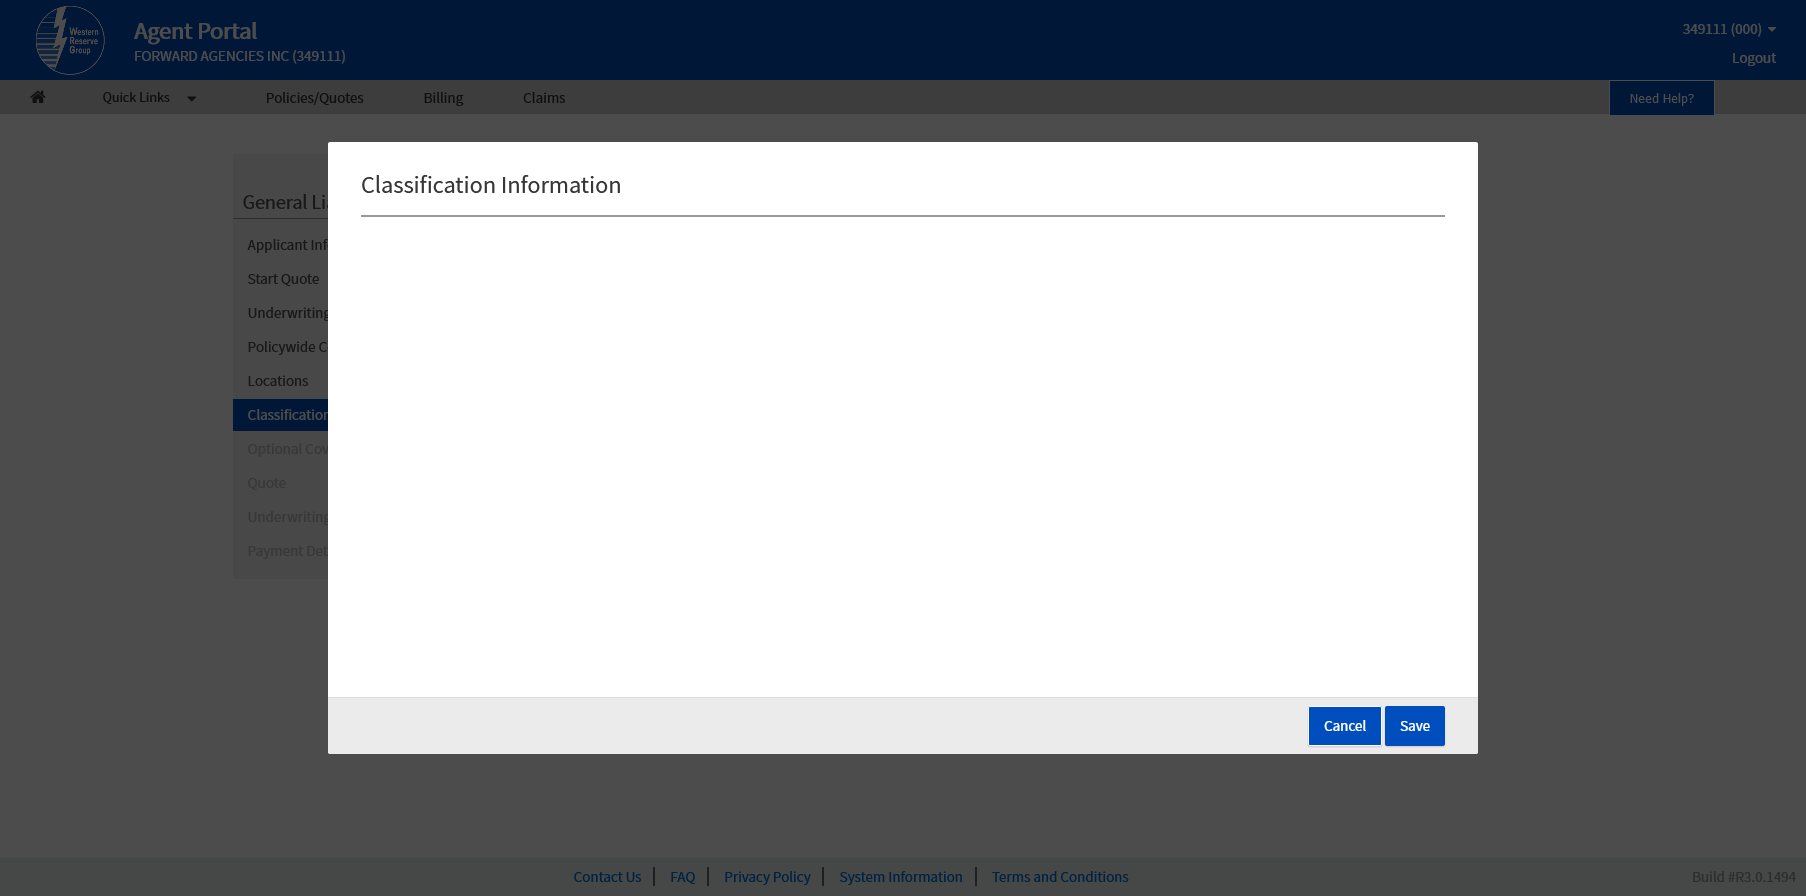 Western
Reserve
Group
Agent Portal
FORWARD AGENCIES INC (349111)
349111 (000)
Logout
Quick Links
Policies/Quotes
Billing
Claims
Need Help?
General Lia
Applicant Inf
Start Quote
Underwriting
Policywide C
Locations
Classification
Optional Cov
Quote
Underwriting
Payment Det
Classification Information
Cancel
Save
Contact Us
FAQ
Privacy Policy
System Information
Terms and Conditions
Build #R3.0.1494